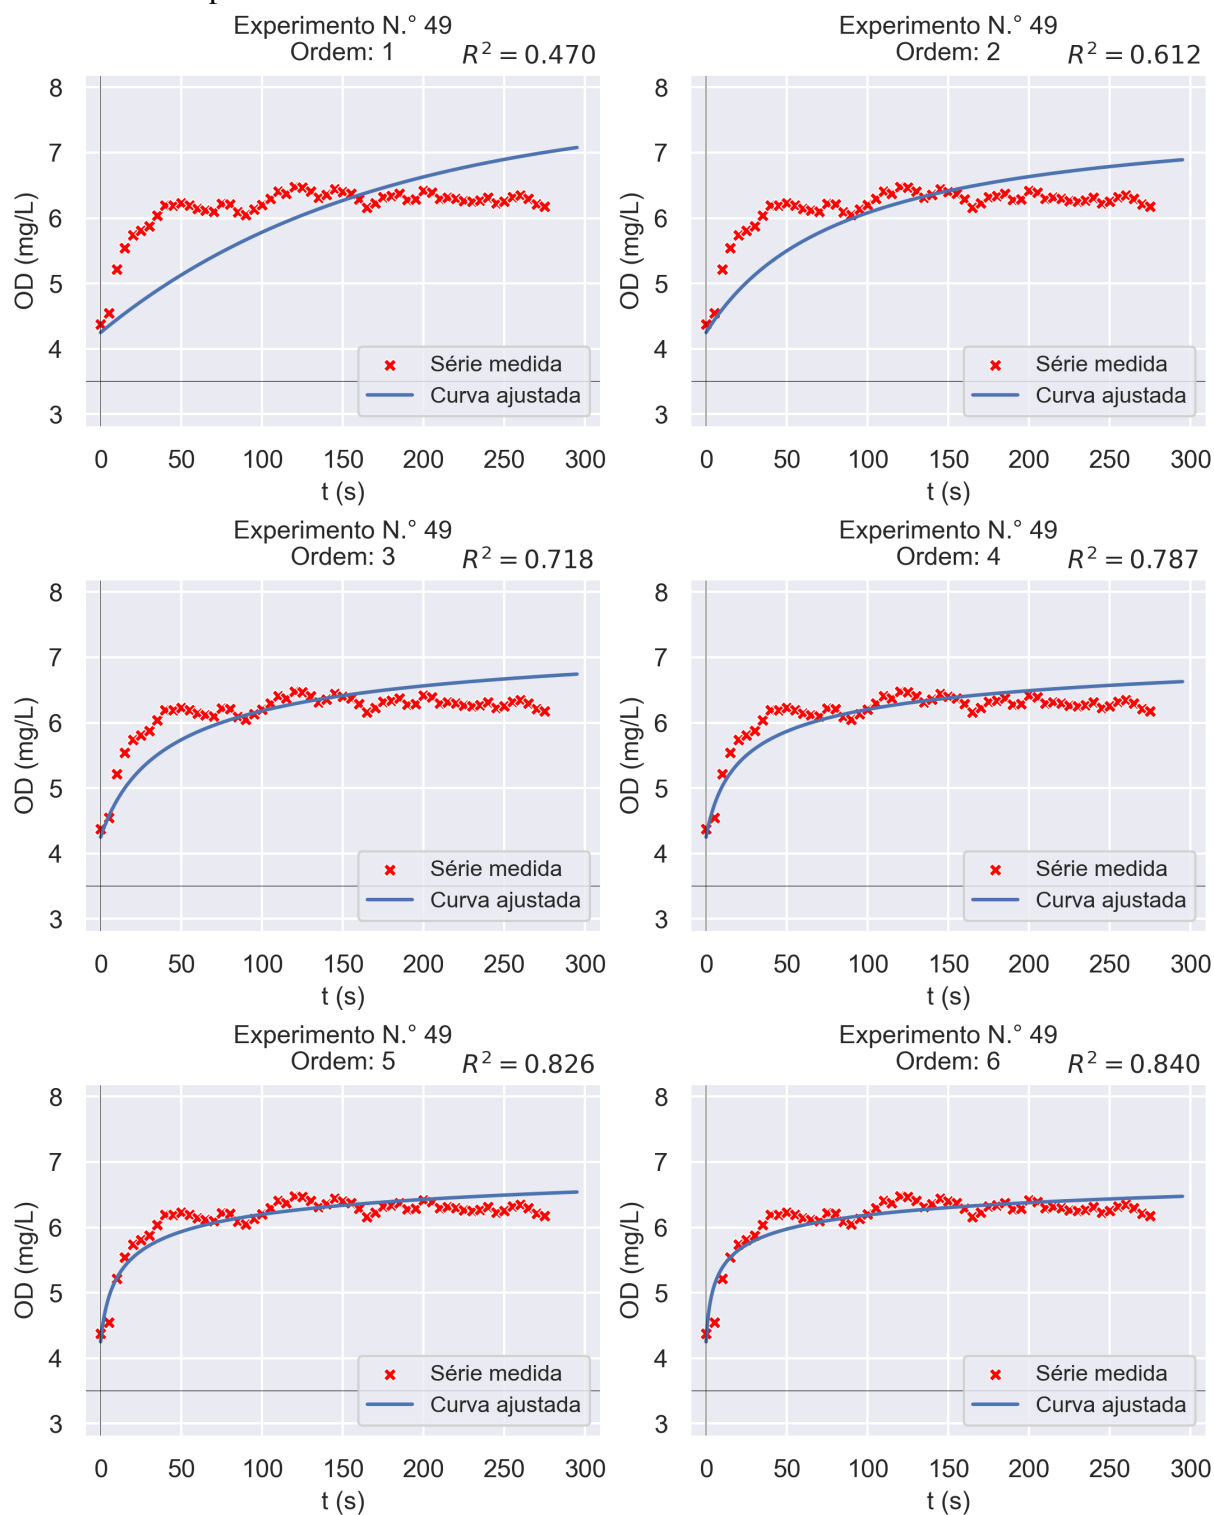 Experimento N.° 49
Ordem: 1 R² = 0.470
8
7
6
5
4
3
OD (mg/L)
Série medida
Curva ajustada
0 50 100 150 200 250 300
t (s)
Experimento N.° 49
Ordem: 2 R² = 0.612
8
7
6
5
4
3
OD (mg/L)
Série medida
Curva ajustada
0 50 100 150 200 250 300
t (s)
Experimento N.° 49
Ordem: 3 R² = 0.718
8
7
6
5
4
3
OD (mg/L)
Série medida
Curva ajustada
0 50 100 150 200 250 300
t (s)
Experimento N.° 49
Ordem: 4 R² = 0.787
8
7
6
5
4
3
OD (mg/L)
Série medida
Curva ajustada
0 50 100 150 200 250 300
t (s)
Experimento N.° 49
Ordem: 5 R² = 0.826
8
7
6
5
4
3
OD (mg/L)
Série medida
Curva ajustada
0 50 100 150 200 250 300
t (s)
Experimento N.° 49
Ordem: 6 R² = 0.840
8
7
6
5
4
3
OD (mg/L)
Série medida
Curva ajustada
0 50 100 150 200 250 300
t (s)